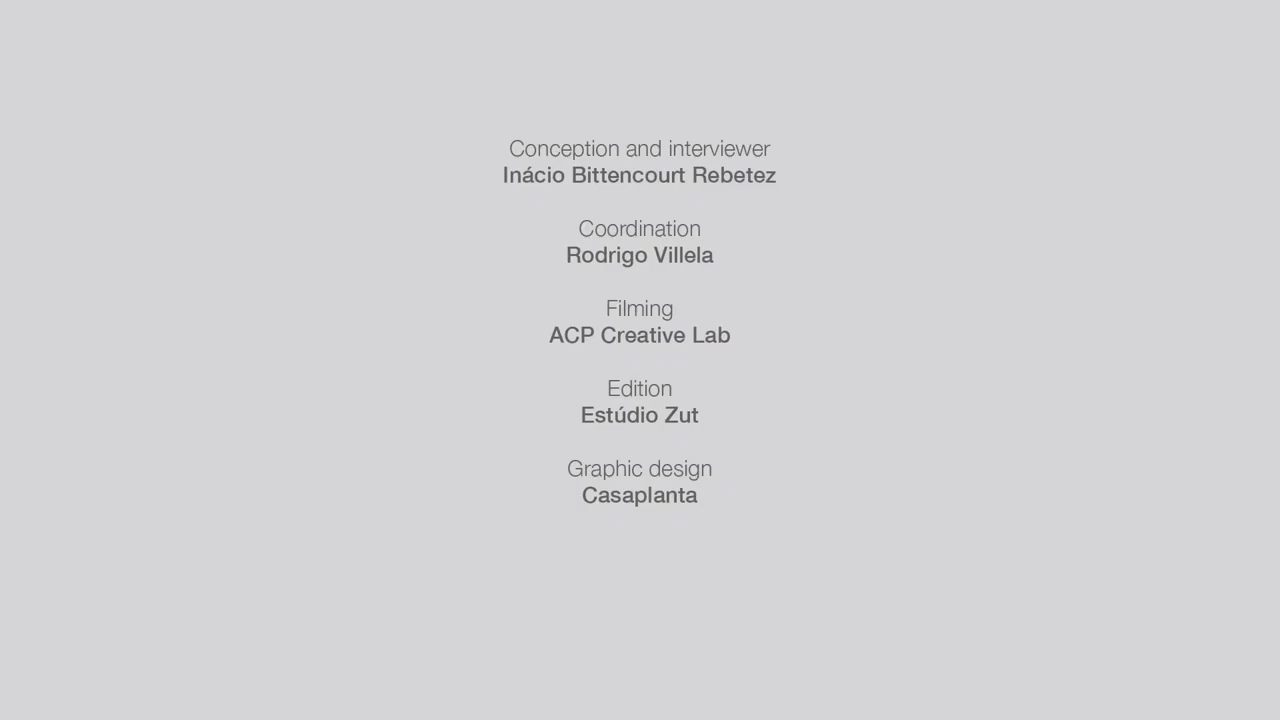 Conception and interviewer
Inácio Bittencourt Rebetez
Coordination
Rodrigo Villela
Filming
ACP Creative Lab
Edition
Estúdio Zut
Graphic design
Casaplanta